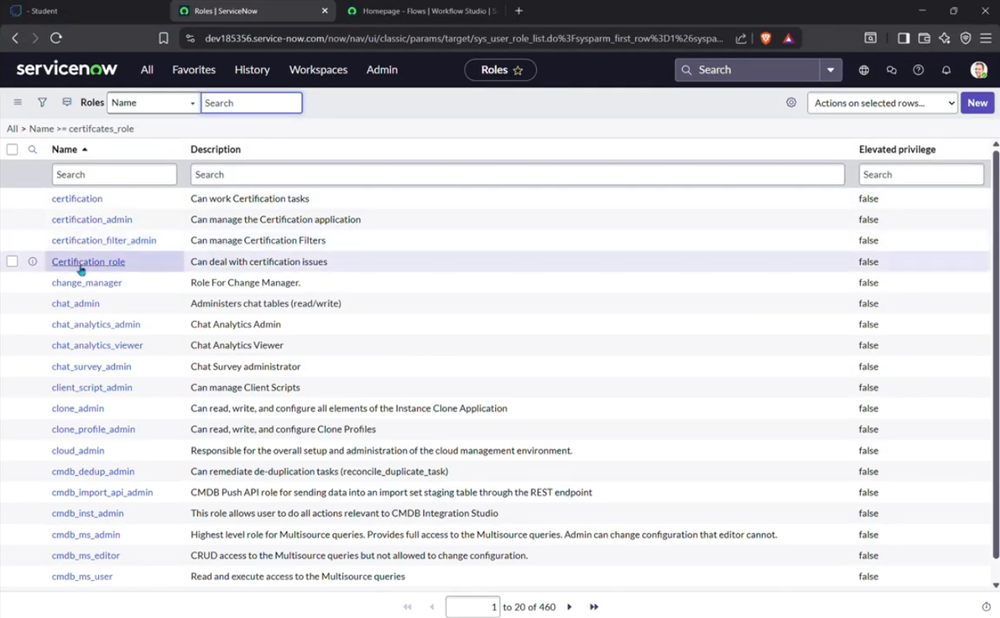 - Student
Roles | ServiceNow
Homepage - Flows | Workflow Studio | S
dev185356.service-now.com/now/nav/ui/classic/params/target/sys_user_role_list.do%3Fsysparm_first_row%3D1%26syspa...
servicenow All Favorites History Workspaces Admin Roles Search
Roles Name Search Actions on selected rows... New
All > Name >= certifcates_role
Name Description Elevated privilege
Search Search Search
certification Can work Certification tasks false
certification_admin Can manage the Certification application false
certification_filter_admin Can manage Certification Filters false
Certification_role Can deal with certification issues false
change_manager Role For Change Manager. false
chat_admin Administers chat tables (read/write) false
chat_analytics_admin Chat Analytics Admin false
chat_analytics_viewer Chat Analytics Viewer false
chat_survey_admin Chat Survey administrator false
client_script_admin Can manage Client Scripts false
clone_admin Can read, write, and configure all elements of the Instance Clone Application false
clone_profile_admin Can read, write, and configure Clone Profiles false
cloud_admin Responsible for the overall setup and administration of the cloud management environment. false
cmdb_dedup_admin Can remediate de-duplication tasks (reconcile_duplicate_task) false
cmdb_import_api_admin CMDB Push API role for sending data into an import set staging table through the REST endpoint false
cmdb_inst_admin This role allows user to do all actions relevant to CMDB Integration Studio false
cmdb_ms_admin Highest level role for Multisource queries. Provides full access to the Multisource queries. Admin can change configuration that editor cannot. false
cmdb_ms_editor CRUD access to the Multisource queries but not allowed to change configuration. false
cmdb_ms_user Read and execute access to the Multisource queries false
1 to 20 of 460